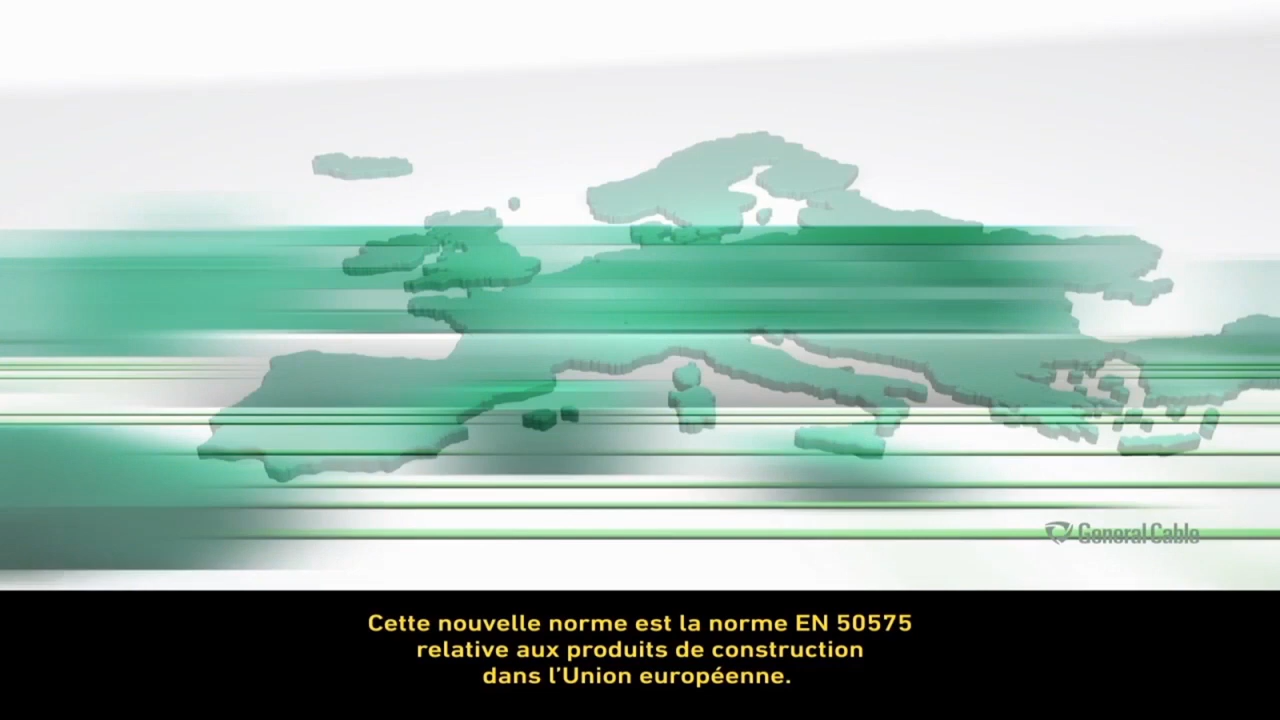 General Cable
Cette nouvelle norme est la norme EN 50575
relative aux produits de construction
dans l’Union européenne.